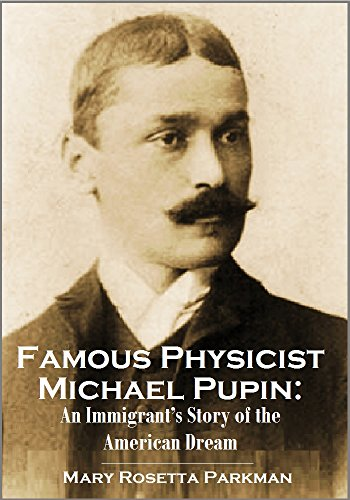 FAMOUS PHYSICIST
MICHAEL PUPIN:
An Immigrant's Story of the
American Dream
MARY ROSETTA PARKMAN